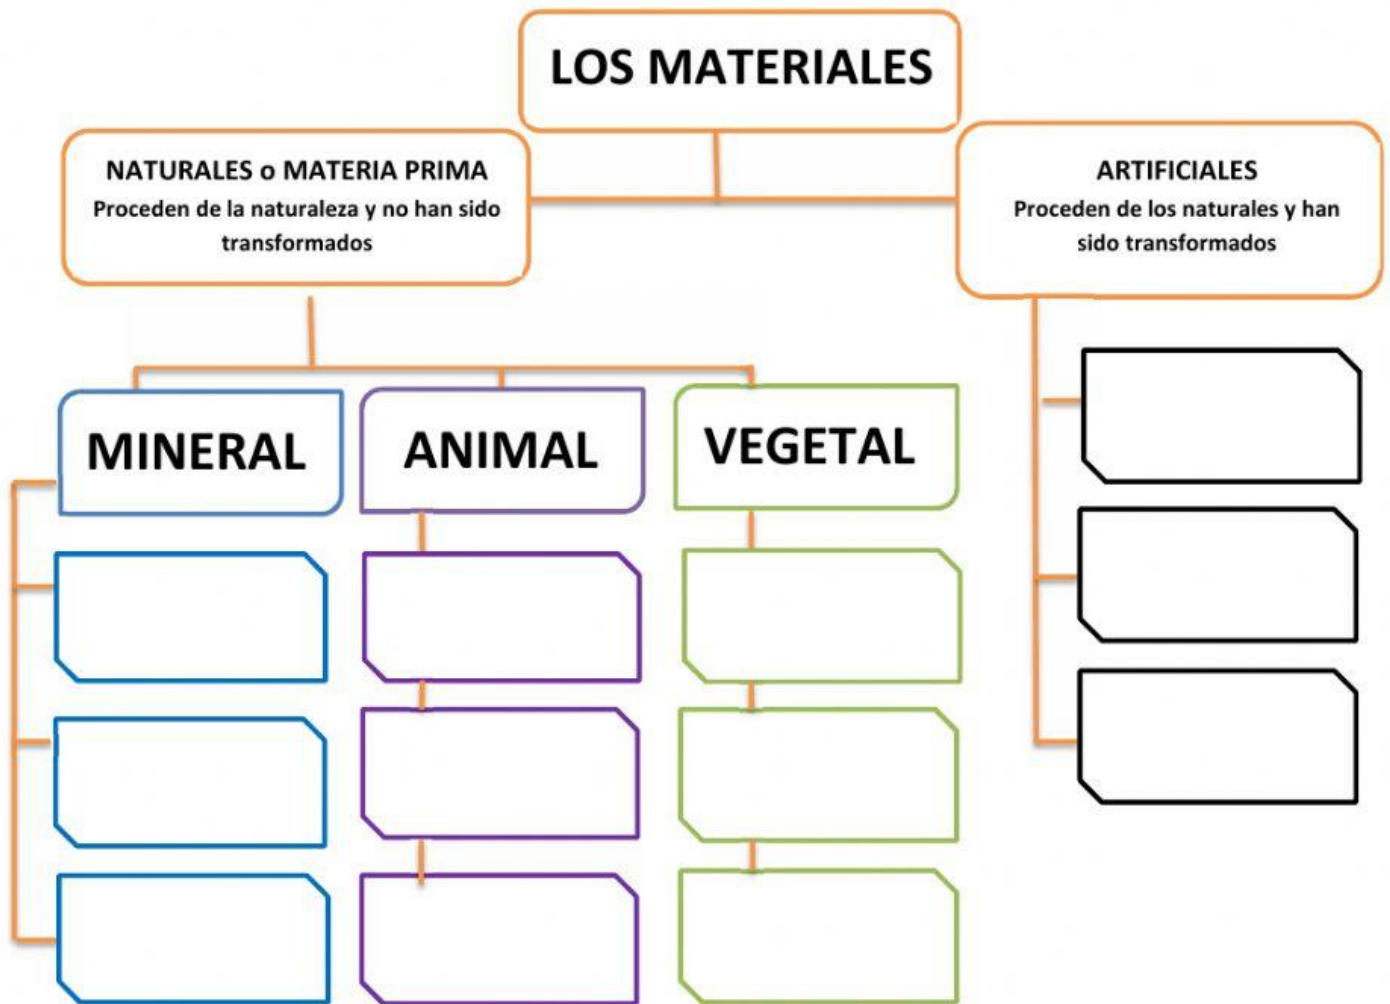 LOS MATERIALES
NATURALES o MATERIA PRIMA
Proceden de la naturaleza y no han sido
transformados
ARTIFICIALES
Proceden de los naturales y han
sido transformados
MINERAL
ANIMAL
VEGETAL